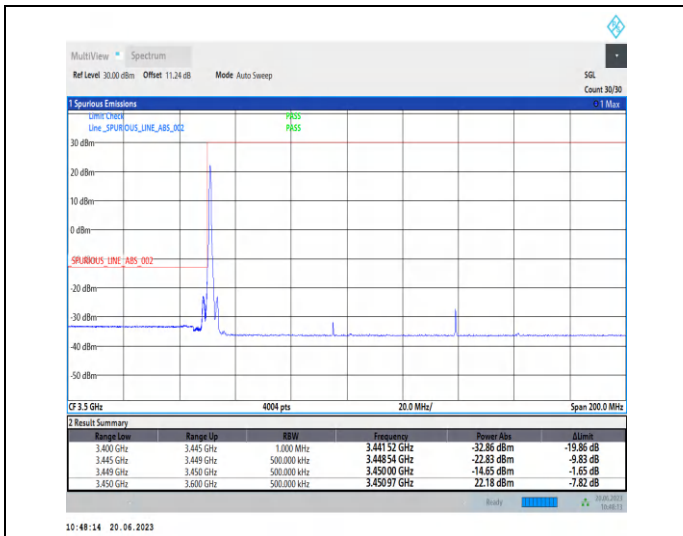 MultiView Spectrum
Ref Level 30.00 dBm Offset 11.24 dB Mode Auto Sweep SGL
Count 30/30
1 Spurious Emissions 1 Max
Limit Check PASS
Line _SPURIOUS_LINE_ABS_002 PASS
30 dBm
20 dBm
10 dBm
0 dBm
_SPURIOUS_LINE_ABS_002
-20 dBm
-30 dBm
-40 dBm
-50 dBm
CF 3.5 GHz 4004 pts 20.0 MHz/ Span 200.0 MHz
2 Result Summary
Range Low Range Up RBW Frequency Power Abs ΔLimit
3.400 GHz 3.445 GHz 1.000 MHz 3.441 52 GHz -32.86 dBm -19.86 dB
3.445 GHz 3.449 GHz 500.000 kHz 3.448 54 GHz -22.83 dBm -9.83 dB
3.449 GHz 3.450 GHz 500.000 kHz 3.450 00 GHz -14.65 dBm -1.65 dB
3.450 GHz 3.600 GHz 500.000 kHz 3.450 97 GHz 22.18 dBm -7.82 dB
Ready 20.06.2023
10:48:13
10:48:14 20.06.2023